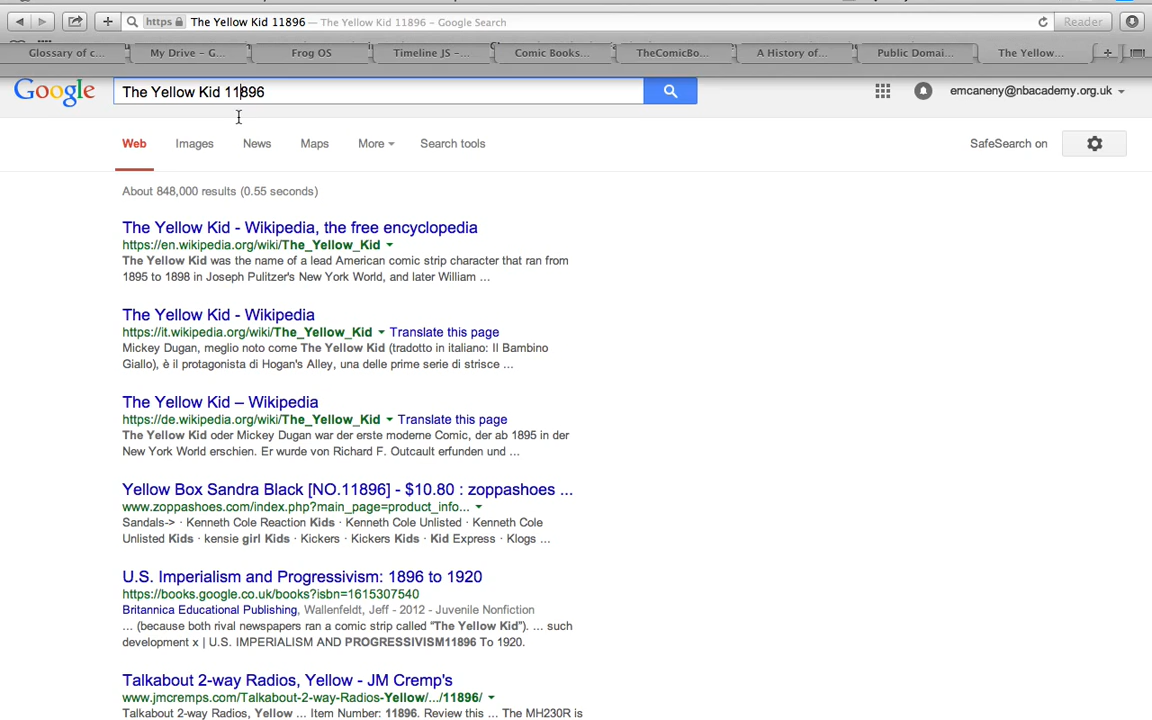 https The Yellow Kid 11896 — The Yellow Kid 11896 – Google Search Reader
Glossary of c... My Drive – G... Frog OS Timeline JS –... Comic Books... TheComicBo... A History of... Public Domai... The Yellow...
Google The Yellow Kid 11896 emcaneny@nbacademy.org.uk
Web Images News Maps More Search tools SafeSearch on
About 848,000 results (0.55 seconds)
The Yellow Kid - Wikipedia, the free encyclopedia
https://en.wikipedia.org/wiki/The_Yellow_Kid
The Yellow Kid was the name of a lead American comic strip character that ran from
1895 to 1898 in Joseph Pulitzer's New York World, and later William ...
The Yellow Kid - Wikipedia
https://it.wikipedia.org/wiki/The_Yellow_Kid Translate this page
Mickey Dugan, meglio noto come The Yellow Kid (tradotto in italiano: Il Bambino
Giallo), è il protagonista di Hogan's Alley, una delle prime serie di strisce ...
The Yellow Kid – Wikipedia
https://de.wikipedia.org/wiki/The_Yellow_Kid Translate this page
The Yellow Kid oder Mickey Dugan war der erste moderne Comic, der ab 1895 in der
New York World erschien. Er wurde von Richard F. Outcault erfunden und ...
Yellow Box Sandra Black [NO.11896] - $10.80 : zoppashoes ...
www.zoppashoes.com/index.php?main_page=product_info...
Sandals-> · Kenneth Cole Reaction Kids · Kenneth Cole Unlisted · Kenneth Cole
Unlisted Kids · kensie girl Kids · Kickers · Kickers Kids · Kid Express · Klogs ...
U.S. Imperialism and Progressivism: 1896 to 1920
https://books.google.co.uk/books?isbn=1615307540
Britannica Educational Publishing, Wallenfeldt, Jeff - 2012 - Juvenile Nonfiction
... (because both rival newspapers ran a comic strip called "The Yellow Kid"). ... such
development x | U.S. IMPERIALISM AND PROGRESSIVISM11896 To 1920.
Talkabout 2-way Radios, Yellow - JM Cremp's
www.jmcremps.com/Talkabout-2-way-Radios-Yellow/.../11896/
Talkabout 2-way Radios, Yellow ... Item Number: 11896. Review this ... The MH230R is